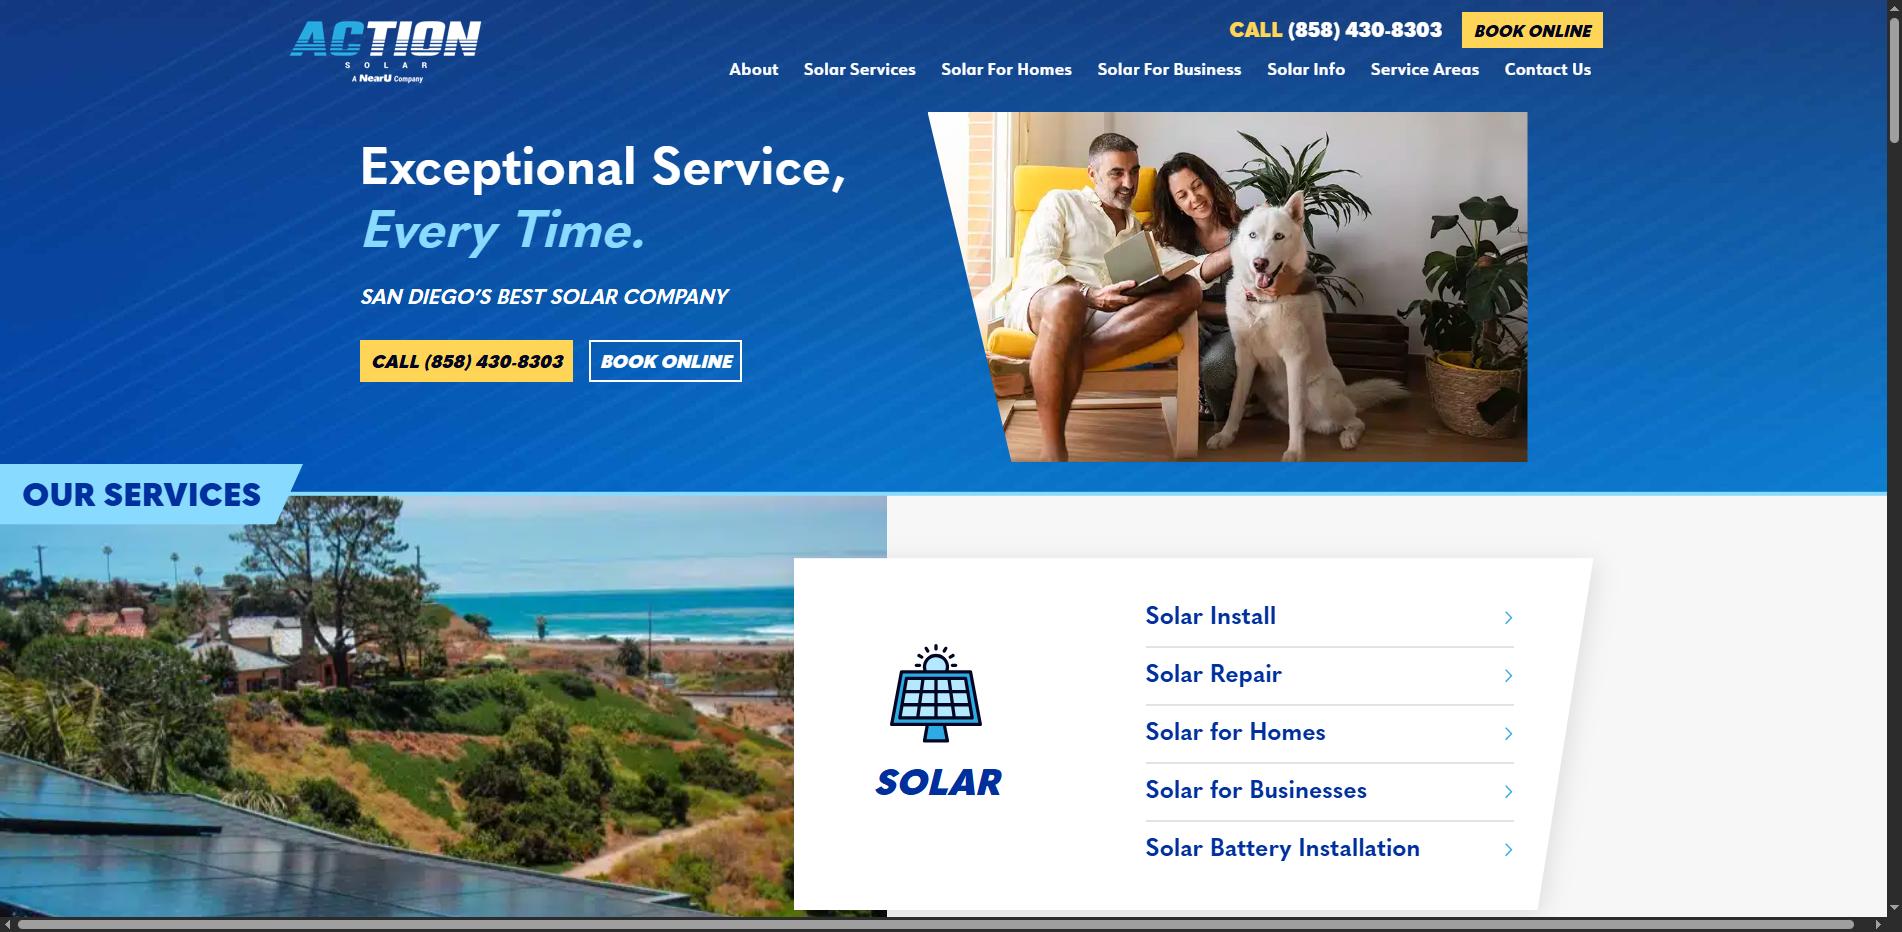 ACTION
SOLAR
A NearU Company
CALL (858) 430-8303
BOOK ONLINE
About
Solar Services
Solar For Homes
Solar For Business
Solar Info
Service Areas
Contact Us
Exceptional Service,
Every Time.
SAN DIEGO’S BEST SOLAR COMPANY
CALL (858) 430-8303
BOOK ONLINE
OUR SERVICES
SOLAR
Solar Install
Solar Repair
Solar for Homes
Solar for Businesses
Solar Battery Installation